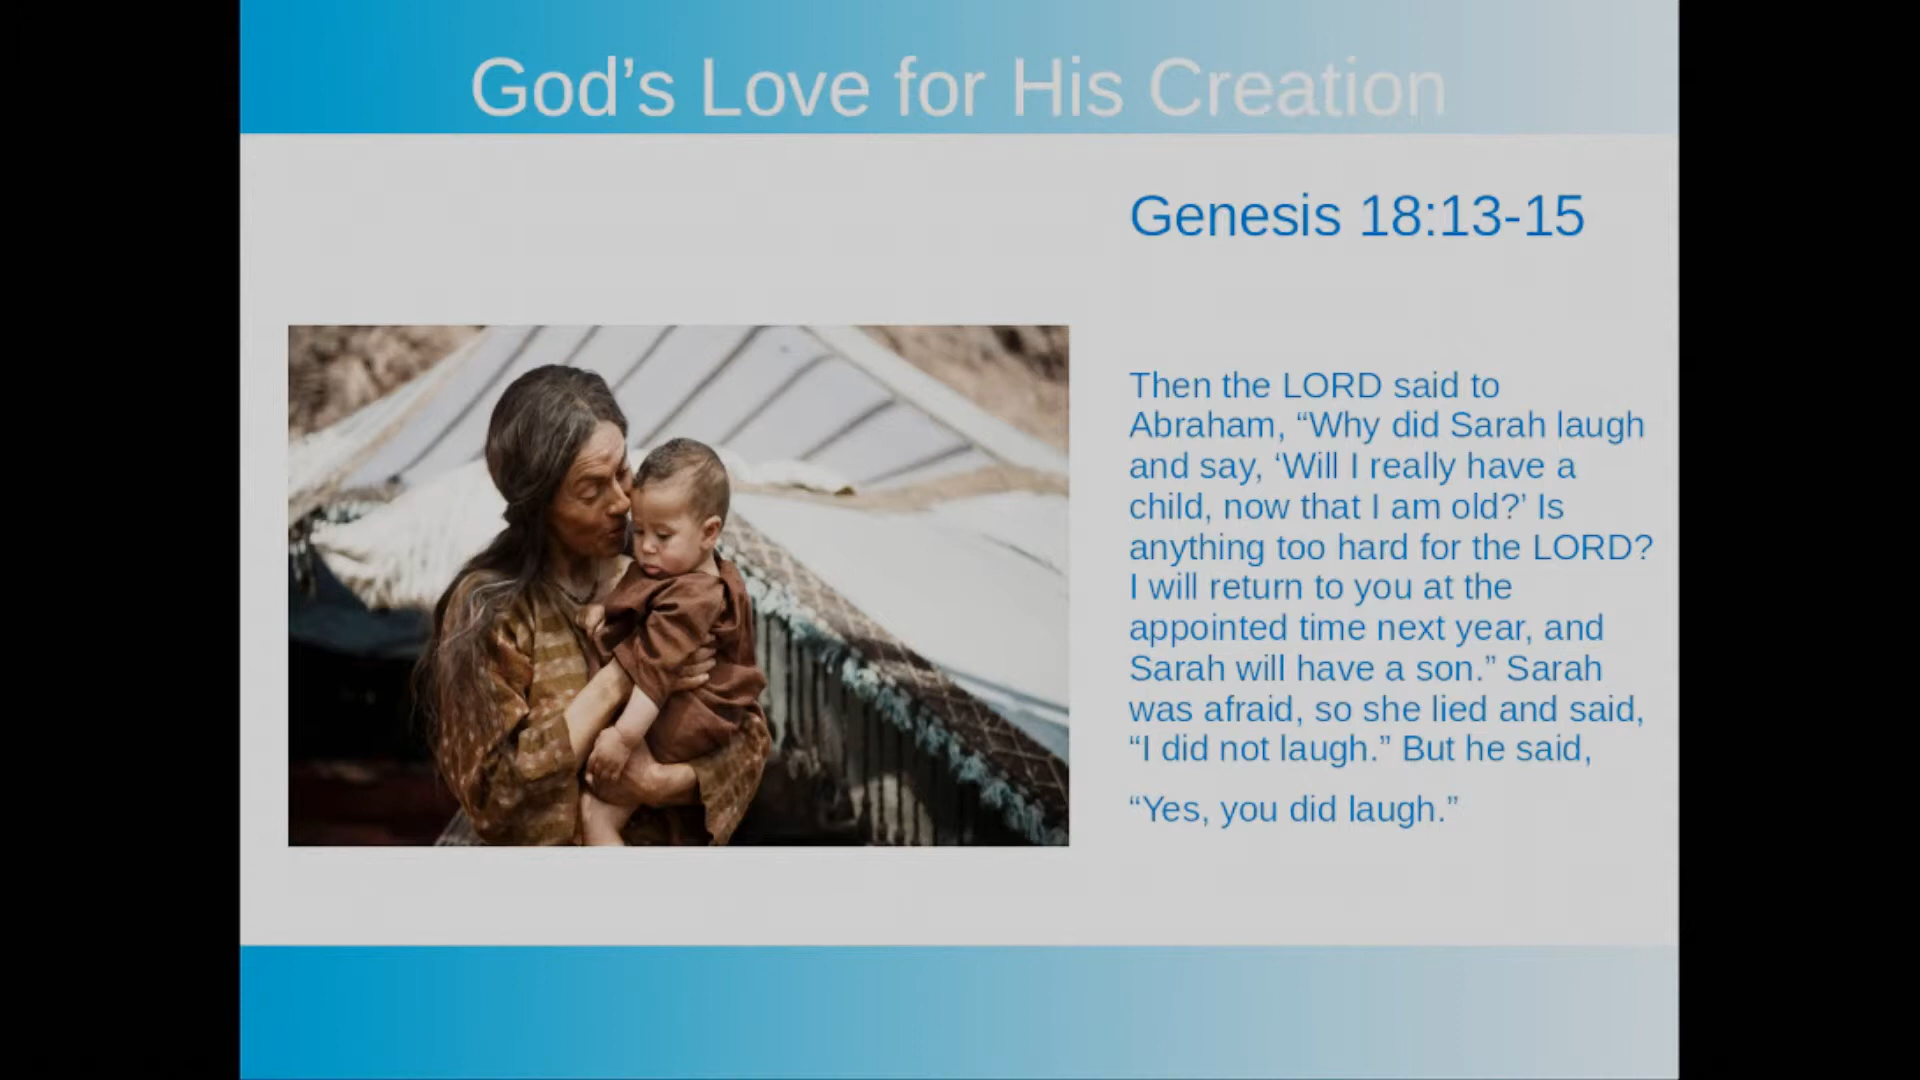 God’s Love for His Creation
Genesis 18:13-15
Then the LORD said to
Abraham, “Why did Sarah laugh
and say, ‘Will I really have a
child, now that I am old?’ Is
anything too hard for the LORD?
I will return to you at the
appointed time next year, and
Sarah will have a son.” Sarah
was afraid, so she lied and said,
“I did not laugh.” But he said,
“Yes, you did laugh.”